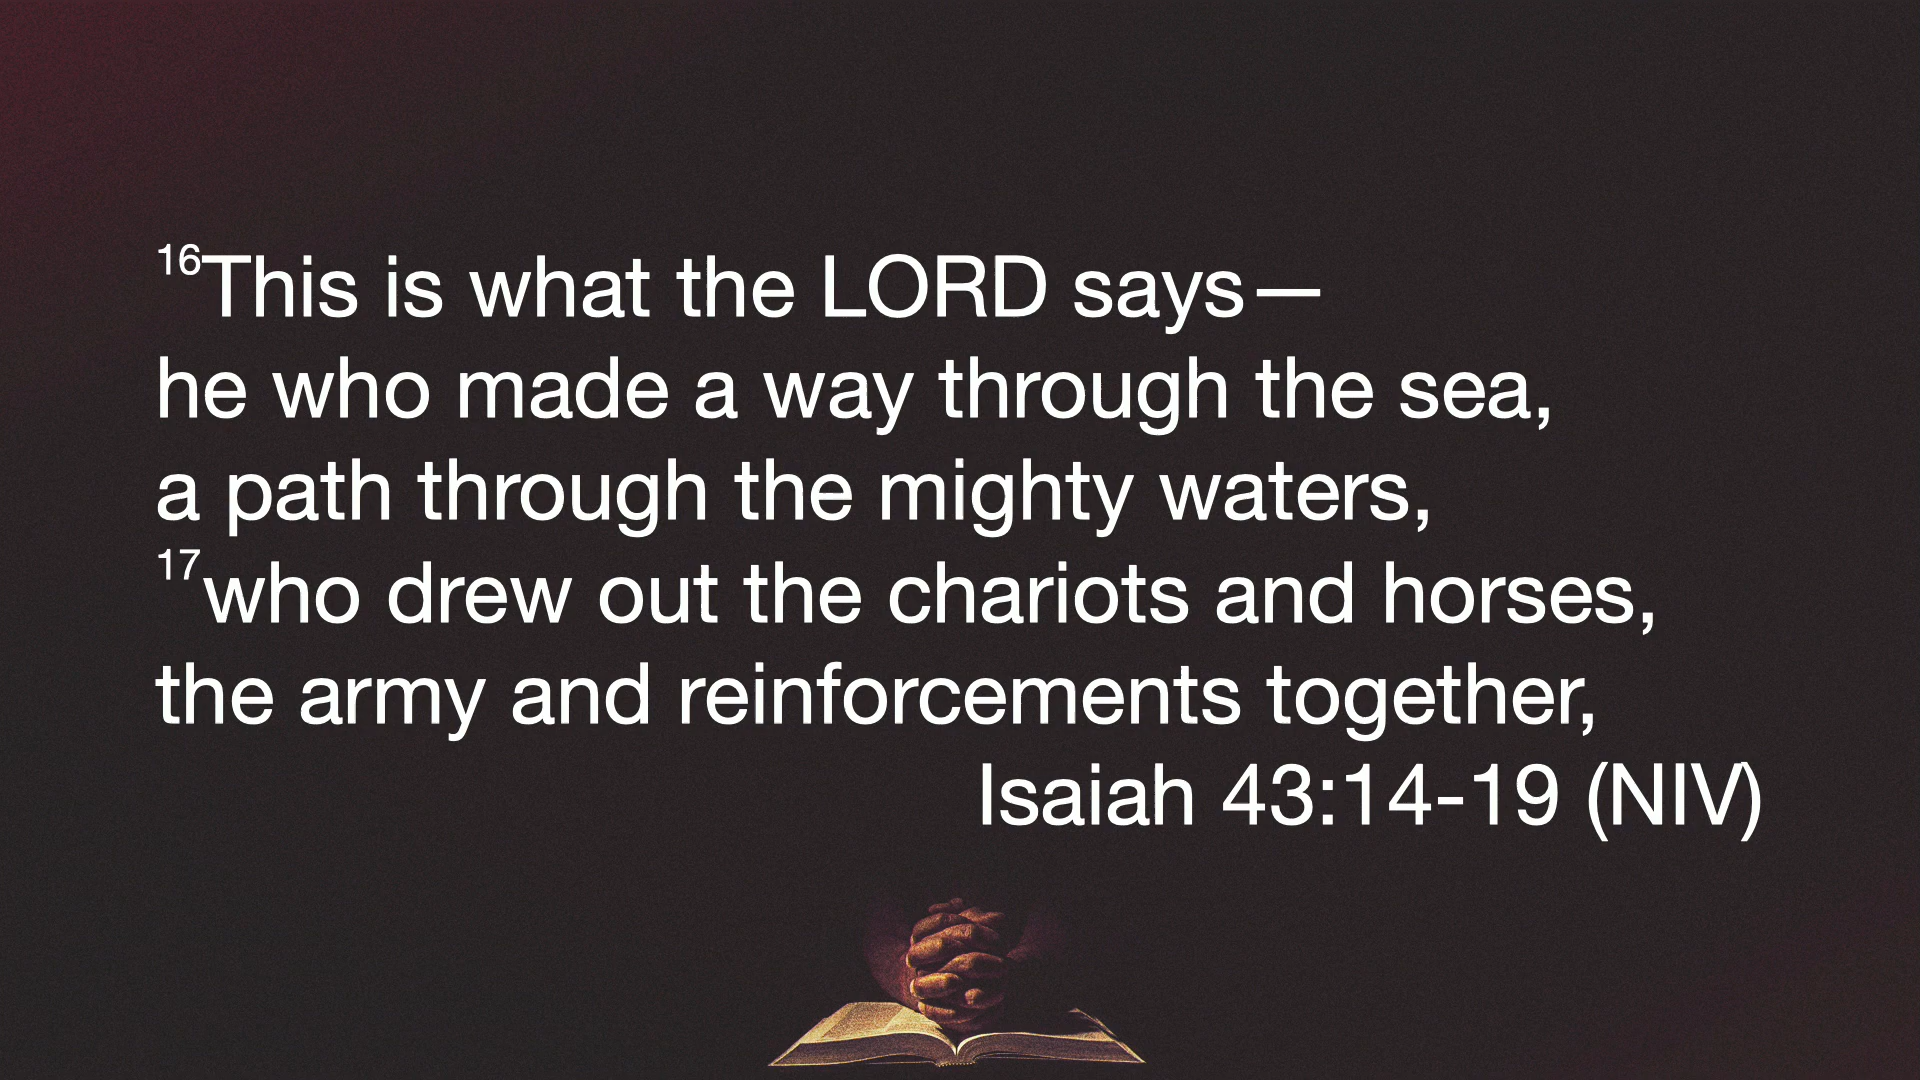 16This is what the LORD says—
he who made a way through the sea,
a path through the mighty waters,
17who drew out the chariots and horses,
the army and reinforcements together,
Isaiah 43:14-19 (NIV)